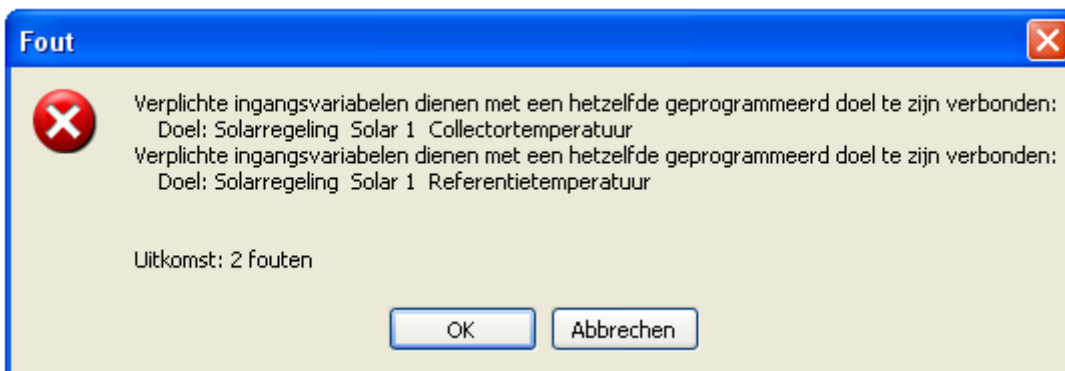 Fout
Verplichte ingangsvariabelen dienen met een hetzelfde geprogrammeerd doel te zijn verbonden:
Doel: Solarregeling Solar 1 Collectortemperatuur
Verplichte ingangsvariabelen dienen met een hetzelfde geprogrammeerd doel te zijn verbonden:
Doel: Solarregeling Solar 1 Referentietemperatuur
Uitkomst: 2 fouten
OK
Abbrechen